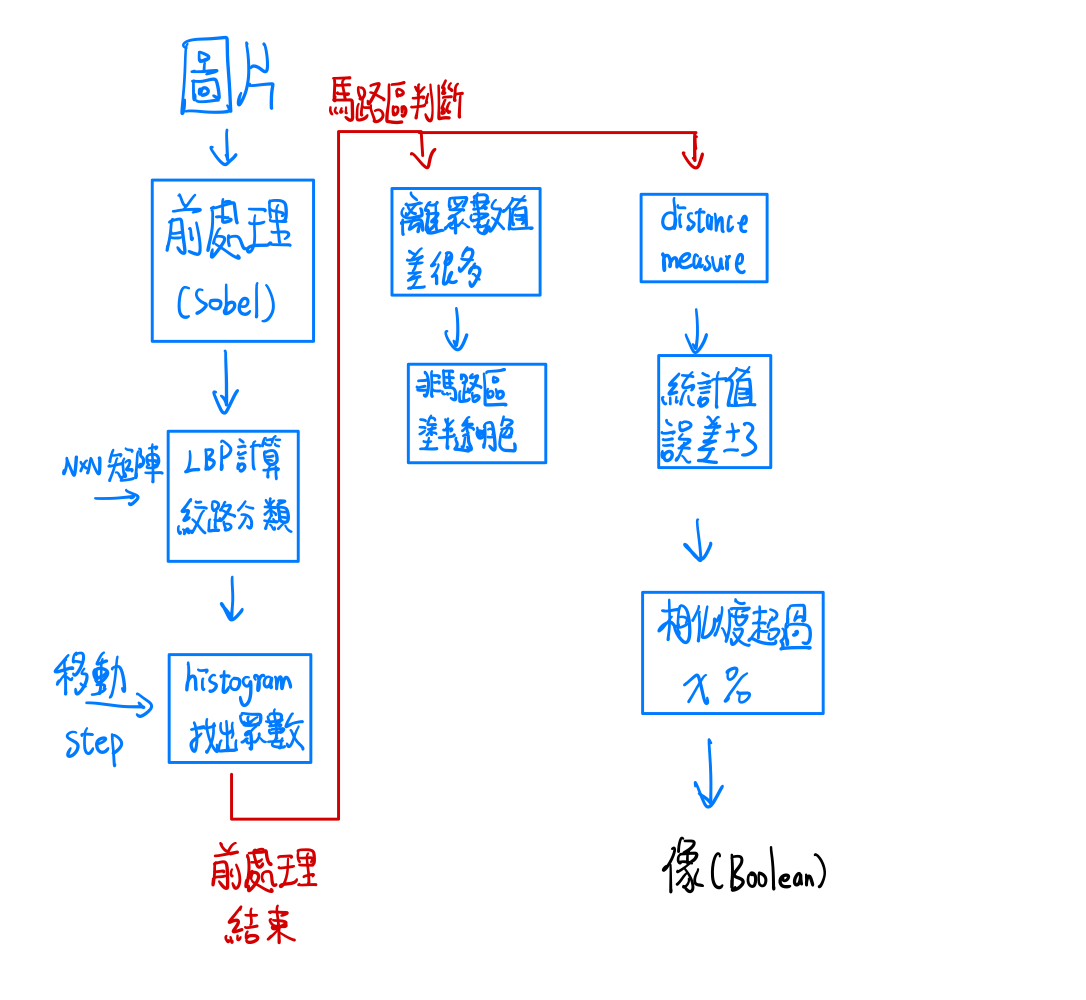 圖片
前處理
(Sobel)
N×N 矩陣
LBP計算
紋路分類
移動
step
histogram
找出眾數
前處理
結束
馬路區判斷
離眾數值
差很多
非馬路區
塗半透明色
distance
measure
統計值
誤差±3
相似度超過
x %
像(Boolean)